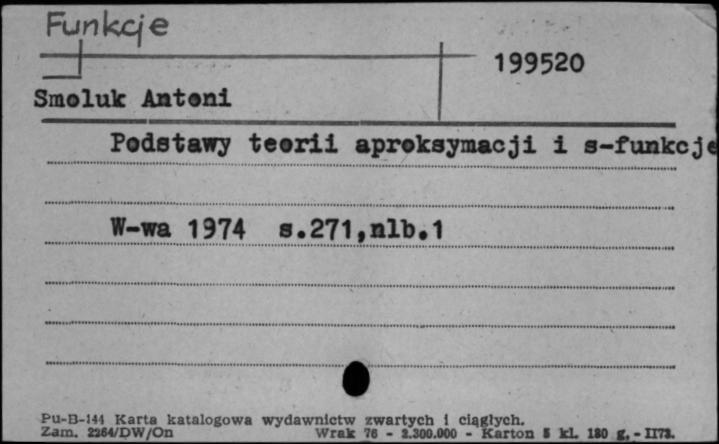 Funkcje
199520
Smoluk Antoni
Podstawy teorii aproksymacji i s-funkcje
W-wa 1974 s.271,nlb.1
Pu-B-144 Karta katalogowa wydawnictw zwartych i ciągłych.
Zam. 2264/DW/On Wrak 76 - 2.300.000 - Karton 5 kl. 180 g. - II73.